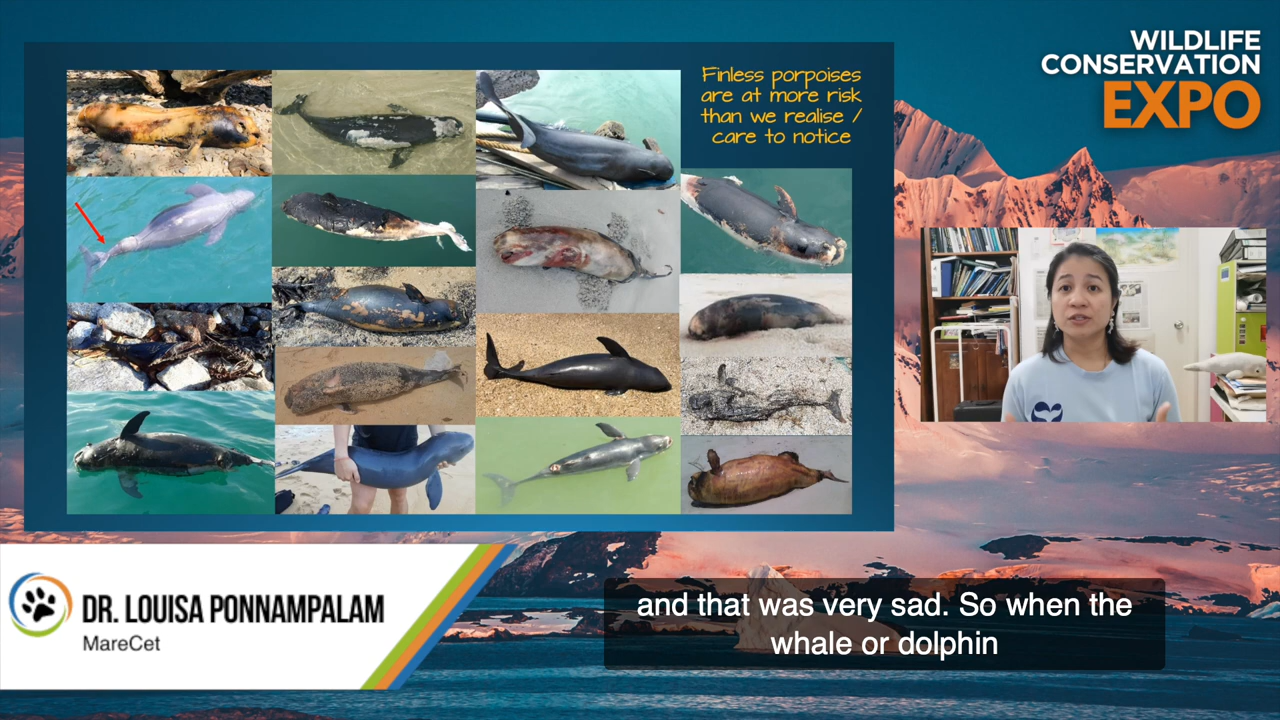 Finless porpoises
are at more risk
than we realise /
care to notice
WILDLIFE
CONSERVATION
EXPO
DR. LOUISA PONNAMPALAM
MareCet
and that was very sad. So when the
whale or dolphin